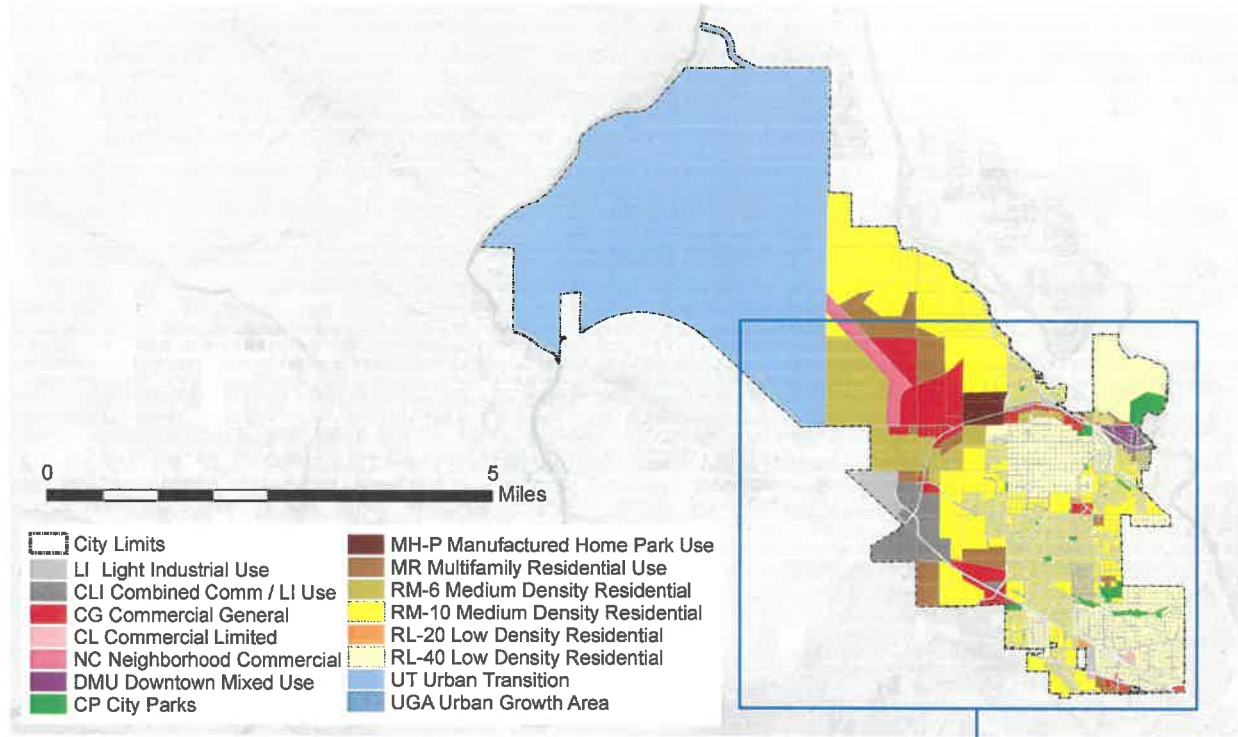 0 5
Miles
City Limits
LI Light Industrial Use
CLI Combined Comm / LI Use
CG Commercial General
CL Commercial Limited
NC Neighborhood Commercial
DMU Downtown Mixed Use
CP City Parks
MH-P Manufactured Home Park Use
MR Multifamily Residential Use
RM-6 Medium Density Residential
RM-10 Medium Density Residential
RL-20 Low Density Residential
RL-40 Low Density Residential
UT Urban Transition
UGA Urban Growth Area